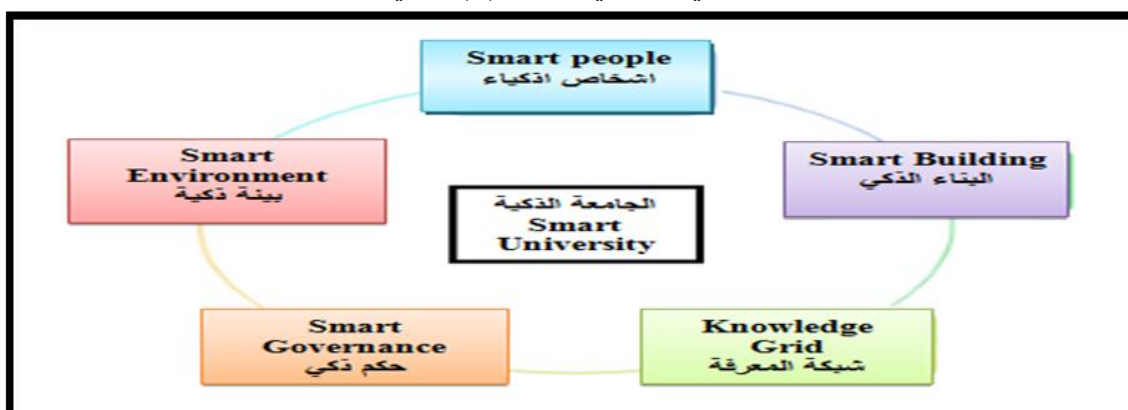 Smart people
اشخاص اذكياء
Smart Building
البناء الذكي
Knowledge
Grid
شبكة المعرفة
Smart
Governance
حكم ذكي
Smart
Environment
بيئة ذكية
الجامعة الذكية
Smart
University